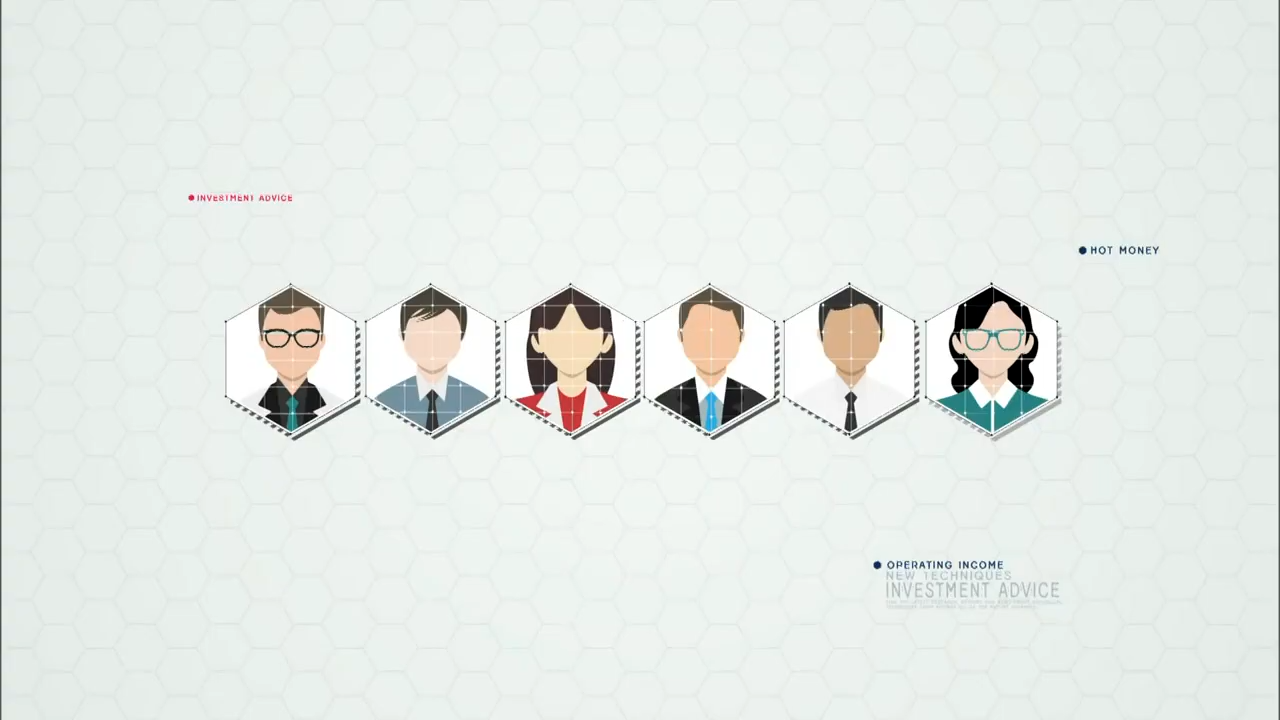 INVESTMENT ADVICE
HOT MONEY
OPERATING INCOME
NEW TECHNIQUES
INVESTMENT ADVICE